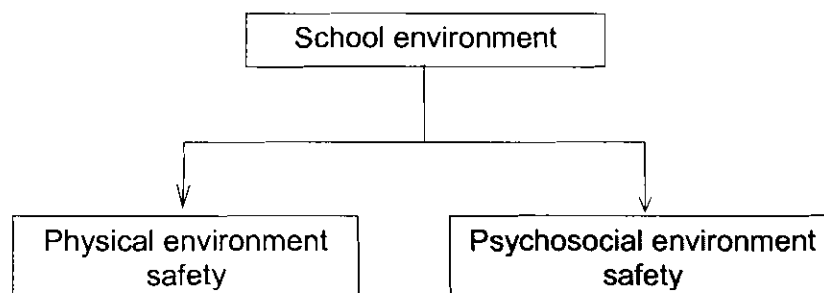 School environment
Physical environment
safety
Psychosocial environment
safety